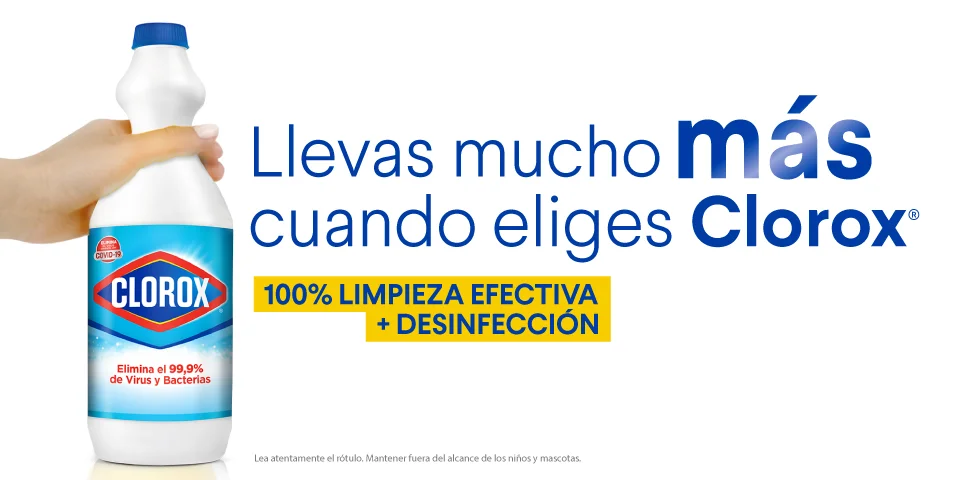 Llevas mucho más
cuando eliges Clorox®
100% LIMPIEZA EFECTIVA
+ DESINFECCIÓN
ELIMINA
COVID-19
CLOROX®
Elimina el 99,9%
de Virus y Bacterias
Lea atentamente el rótulo. Mantener fuera del alcance de los niños y mascotas.